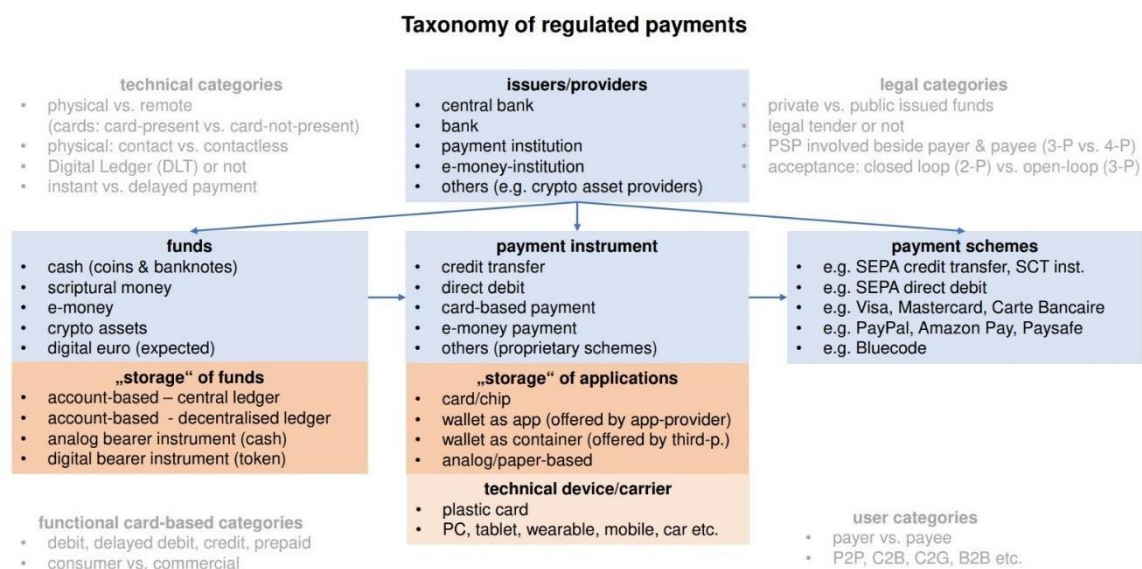 Taxonomy of regulated payments
technical categories
• physical vs. remote
(cards: card-present vs. card-not-present)
• physical: contact vs. contactless
• Digital Ledger (DLT) or not
• instant vs. delayed payment
issuers/providers
• central bank
• bank
• payment institution
• e-money-institution
• others (e.g. crypto asset providers)
legal categories
• private vs. public issued funds
• legal tender or not
• PSP involved beside payer & payee (3-P vs. 4-P)
• acceptance: closed loop (2-P) vs. open-loop (3-P)
funds
• cash (coins & banknotes)
• scriptural money
• e-money
• crypto assets
• digital euro (expected)
„storage“ of funds
• account-based – central ledger
• account-based - decentralised ledger
• analog bearer instrument (cash)
• digital bearer instrument (token)
payment instrument
• credit transfer
• direct debit
• card-based payment
• e-money payment
• others (proprietary schemes)
„storage“ of applications
• card/chip
• wallet as app (offered by app-provider)
• wallet as container (offered by third-p.)
• analog/paper-based
technical device/carrier
• plastic card
• PC, tablet, wearable, mobile, car etc.
payment schemes
• e.g. SEPA credit transfer, SCT inst.
• e.g. SEPA direct debit
• e.g. Visa, Mastercard, Carte Bancaire
• e.g. PayPal, Amazon Pay, Paysafe
• e.g. Bluecode
functional card-based categories
• debit, delayed debit, credit, prepaid
• consumer vs. commercial
user categories
• payer vs. payee
• P2P, C2B, C2G, B2B etc.